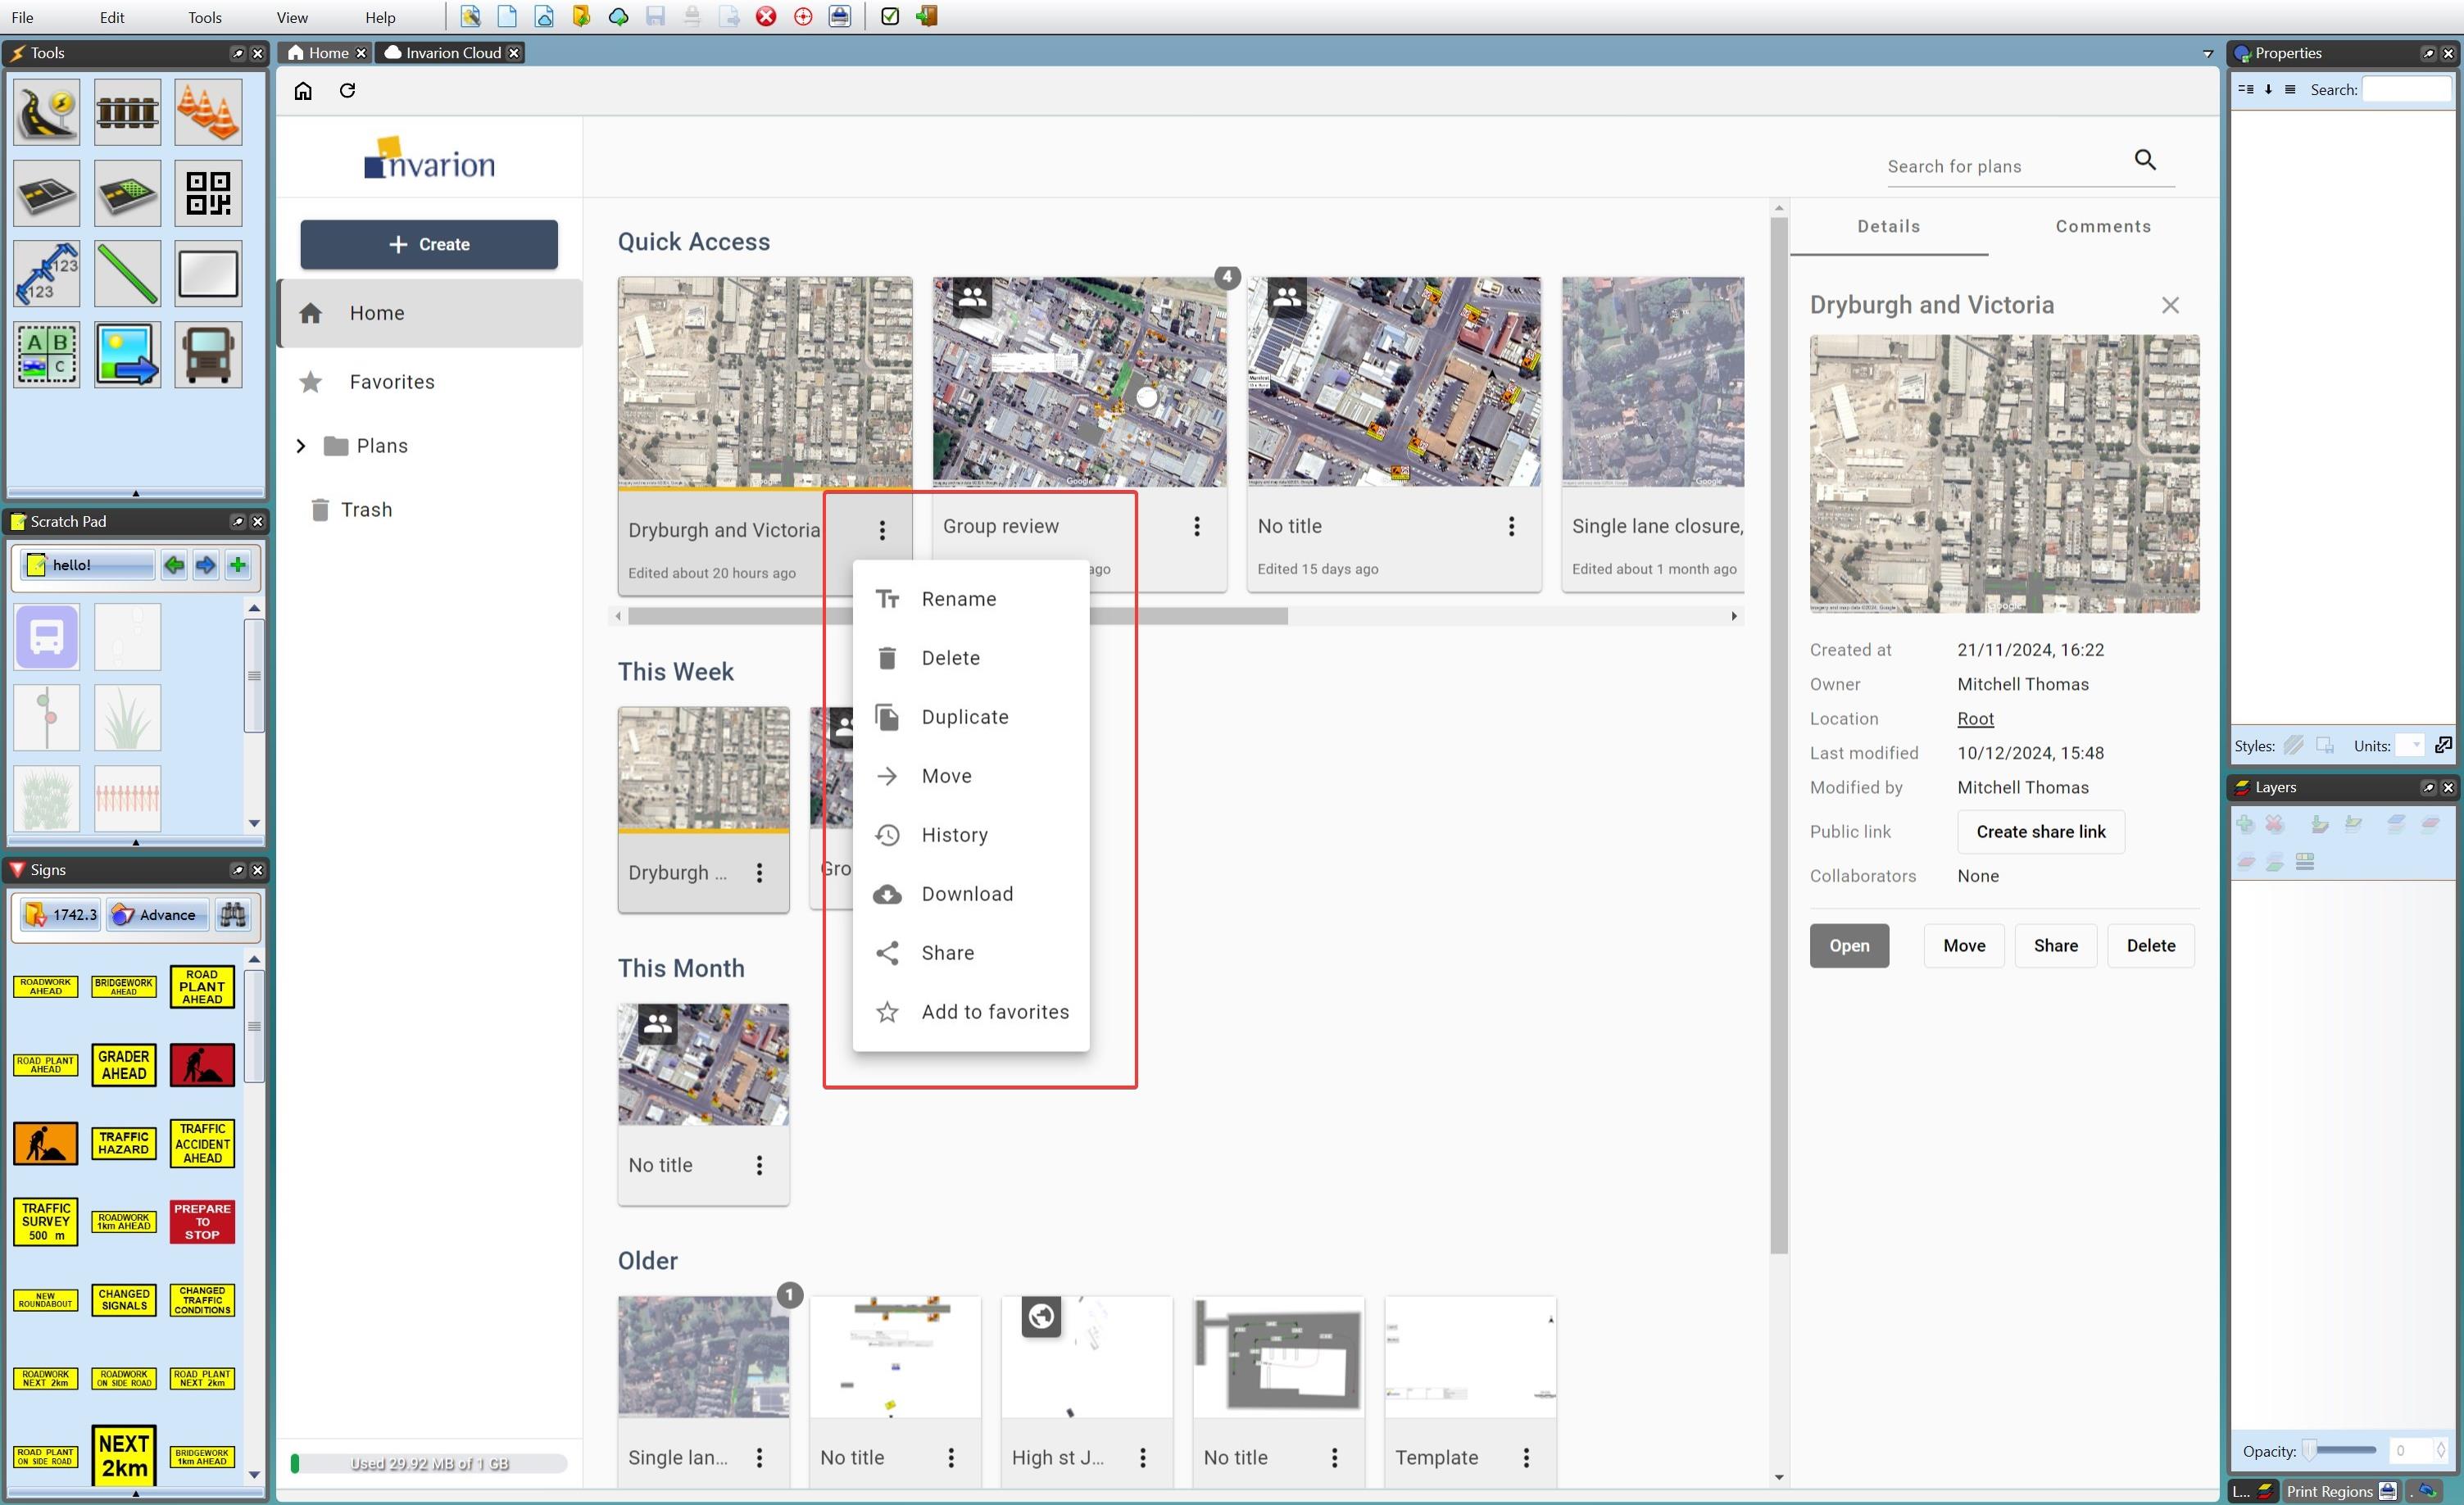 File Edit Tools View Help
Tools
Home
Invarion Cloud
Properties
Search:
123
123
A B
C
invarion
Search for plans
Create
Home
Favorites
Plans
Trash
Used 29.92 MB of 1 GB
Quick Access
4
Google
Google
Google
Dryburgh and Victoria
Edited about 20 hours ago
Group review
ago
No title
Edited 15 days ago
Single lane closure,
Edited about 1 month ago
Rename
Delete
Duplicate
Move
History
Download
Share
Add to favorites
This Week
Dryburgh ...
Gro
This Month
No title
Older
1
Single lan...
No title
High st J...
No title
Template
Details
Comments
Dryburgh and Victoria
Google
Created at 21/11/2024, 16:22
Owner Mitchell Thomas
Location Root
Last modified 10/12/2024, 15:48
Modified by Mitchell Thomas
Public link Create share link
Collaborators None
Open Move Share Delete
Scratch Pad
hello!
Signs
1742.3 Advance
ROADWORK
AHEAD
BRIDGEWORK
AHEAD
ROAD
PLANT
AHEAD
ROAD PLANT
AHEAD
GRADER
AHEAD
TRAFFIC
HAZARD
TRAFFIC
ACCIDENT
AHEAD
TRAFFIC
SURVEY
500 m
ROADWORK
1km AHEAD
PREPARE
TO
STOP
NEW
ROUNDABOUT
CHANGED
SIGNALS
CHANGED
TRAFFIC
CONDITIONS
ROADWORK
NEXT 2km
ROADWORK
ON SIDE ROAD
ROAD PLANT
NEXT 2km
ROAD PLANT
ON SIDE ROAD
NEXT
2km
BRIDGEWORK
1km AHEAD
Styles:
Units:
Layers
Opacity:
0
L...
Print Regions